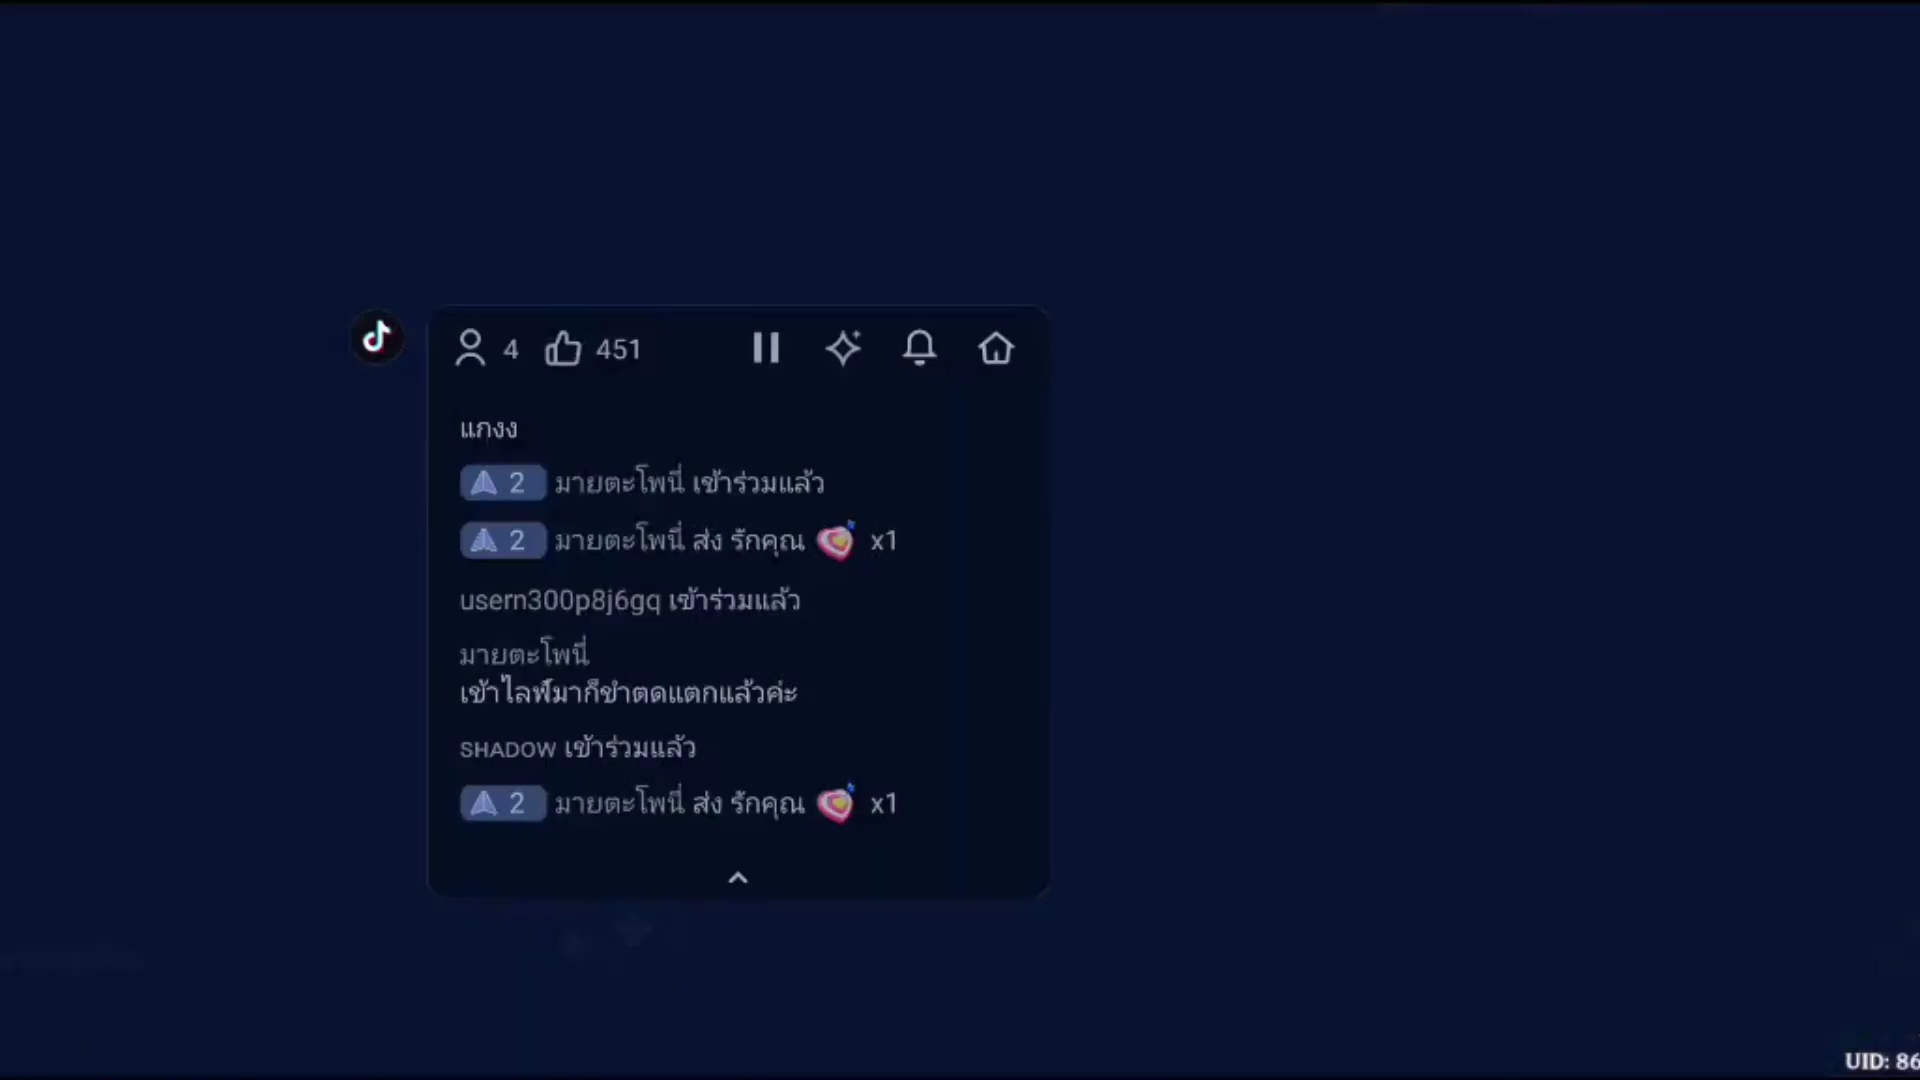 4 451
แกงง
2 มายตะโพนี่ เข้าร่วมแล้ว
2 มายตะโพนี่ ส่ง รักคุณ x1
usern300p8j6gq เข้าร่วมแล้ว
มายตะโพนี่
เข้าไลฟ์มาก็ขำตดแตกแล้วค่ะ
SHADOW เข้าร่วมแล้ว
2 มายตะโพนี่ ส่ง รักคุณ x1
UID: 86